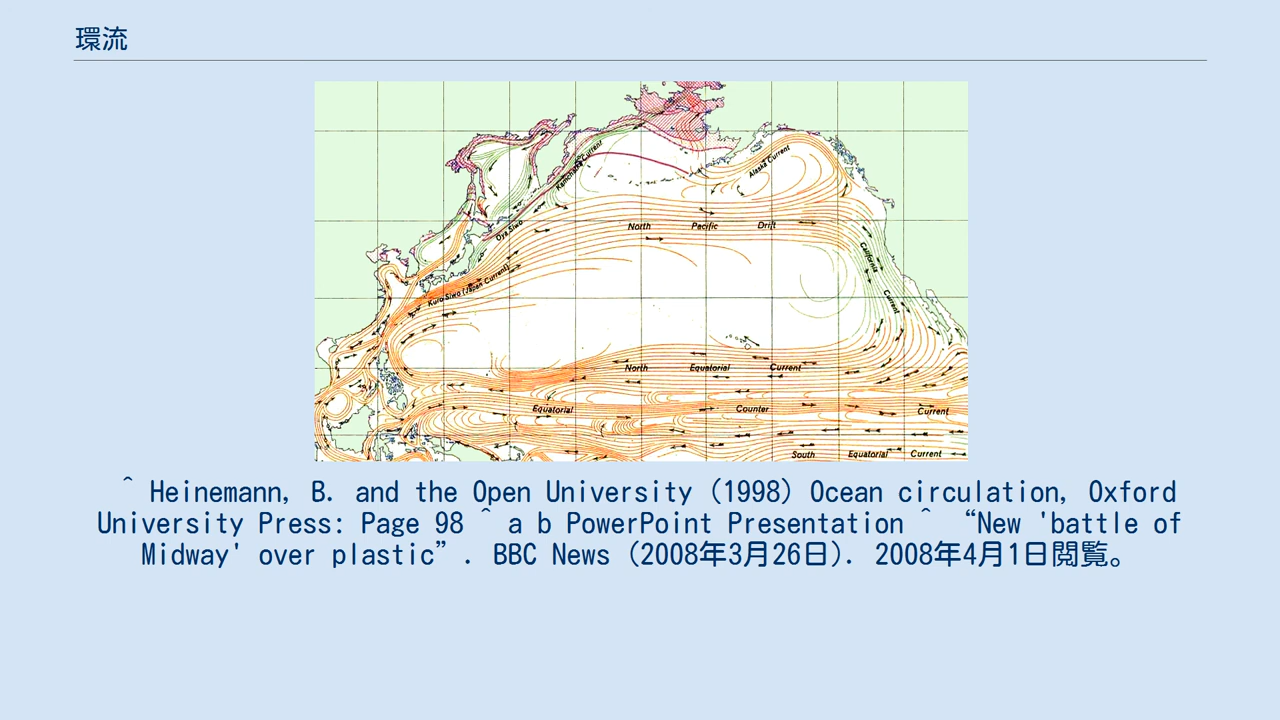 環流
Kamchatka Current
Alaska Current
Oya Siwo
North Pacific Drift
Kuro Siwo (Japan Current)
California Current
North Equatorial Current
Equatorial Counter Current
South Equatorial Current
^ Heinemann, B. and the Open University (1998) Ocean circulation, Oxford
University Press: Page 98 ^ a b PowerPoint Presentation ^ “New 'battle of
Midway' over plastic”. BBC News (2008年3月26日). 2008年4月1日閲覧。